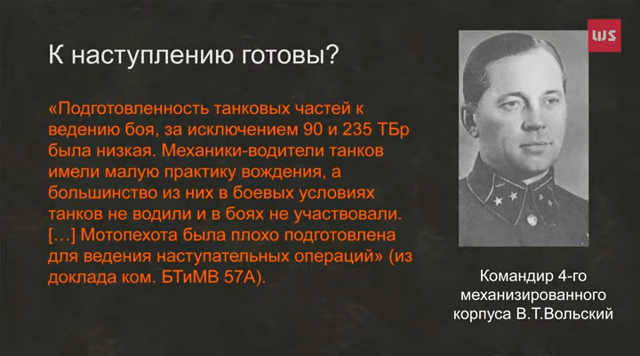 WS
К наступлению готовы?
«Подготовленность танковых частей к
ведению боя, за исключением 90 и 235 ТБр
была низкая. Механики-водители танков
имели малую практику вождения, а
большинство из них в боевых условиях
танков не водили и в боях не участвовали.
[…] Мотопехота была плохо подготовлена
для ведения наступательных операций» (из
доклада ком. БТиМВ 57А).
Командир 4-го
механизированного
корпуса В.Т.Вольский